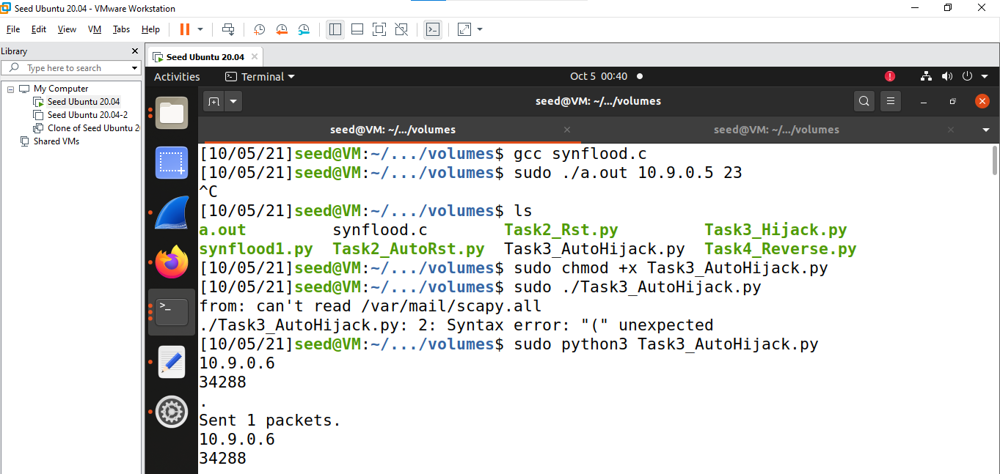 Seed Ubuntu 20.04 - VMware Workstation
File Edit View VM Tabs Help
Library
Type here to search
My Computer
Seed Ubuntu 20.04
Seed Ubuntu 20.04-2
Clone of Seed Ubuntu 2
Shared VMs
Seed Ubuntu 20.04
Activities Terminal Oct 5 00:40
seed@VM: ~/.../volumes
seed@VM: ~/.../volumes seed@VM: ~/.../volumes
[10/05/21]seed@VM:~/.../volumes$ gcc synflood.c
[10/05/21]seed@VM:~/.../volumes$ sudo ./a.out 10.9.0.5 23
^C
[10/05/21]seed@VM:~/.../volumes$ ls
a.out synflood.c Task2_Rst.py Task3_Hijack.py
synflood1.py Task2_AutoRst.py Task3_AutoHijack.py Task4_Reverse.py
[10/05/21]seed@VM:~/.../volumes$ sudo chmod +x Task3_AutoHijack.py
[10/05/21]seed@VM:~/.../volumes$ sudo ./Task3_AutoHijack.py
from: can't read /var/mail/scapy.all
./Task3_AutoHijack.py: 2: Syntax error: "(" unexpected
[10/05/21]seed@VM:~/.../volumes$ sudo python3 Task3_AutoHijack.py
10.9.0.6
34288
.
Sent 1 packets.
10.9.0.6
34288